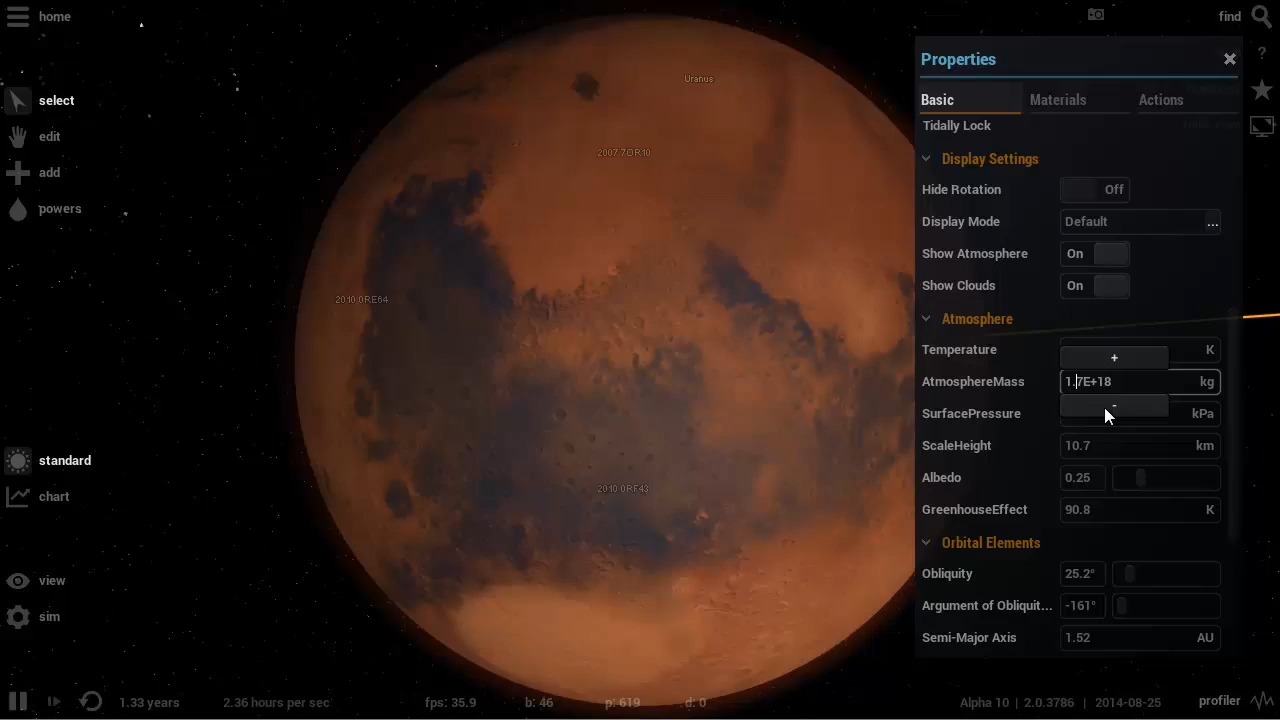 home
find
Properties
select
Basic
Materials
Actions
edit
Tidally Lock
add
Display Settings
powers
Hide Rotation
Off
Display Mode
Default
...
Show Atmosphere
On
Show Clouds
On
Atmosphere
Temperature
K
+
AtmosphereMass
1.7E+18
kg
-
SurfacePressure
kPa
ScaleHeight
10.7
km
Albedo
0.25
GreenhouseEffect
90.8
K
Orbital Elements
Obliquity
25.2°
Argument of Obliquit...
-161°
Semi-Major Axis
1.52
AU
Uranus
2007 7OR10
2010 0RE64
2010 0RF43
standard
chart
view
sim
1.33 years
2.36 hours per sec
fps: 35.9
b: 46
p: 619
d: 0
Alpha 10 | 2.0.3786 | 2014-08-25
profiler
?